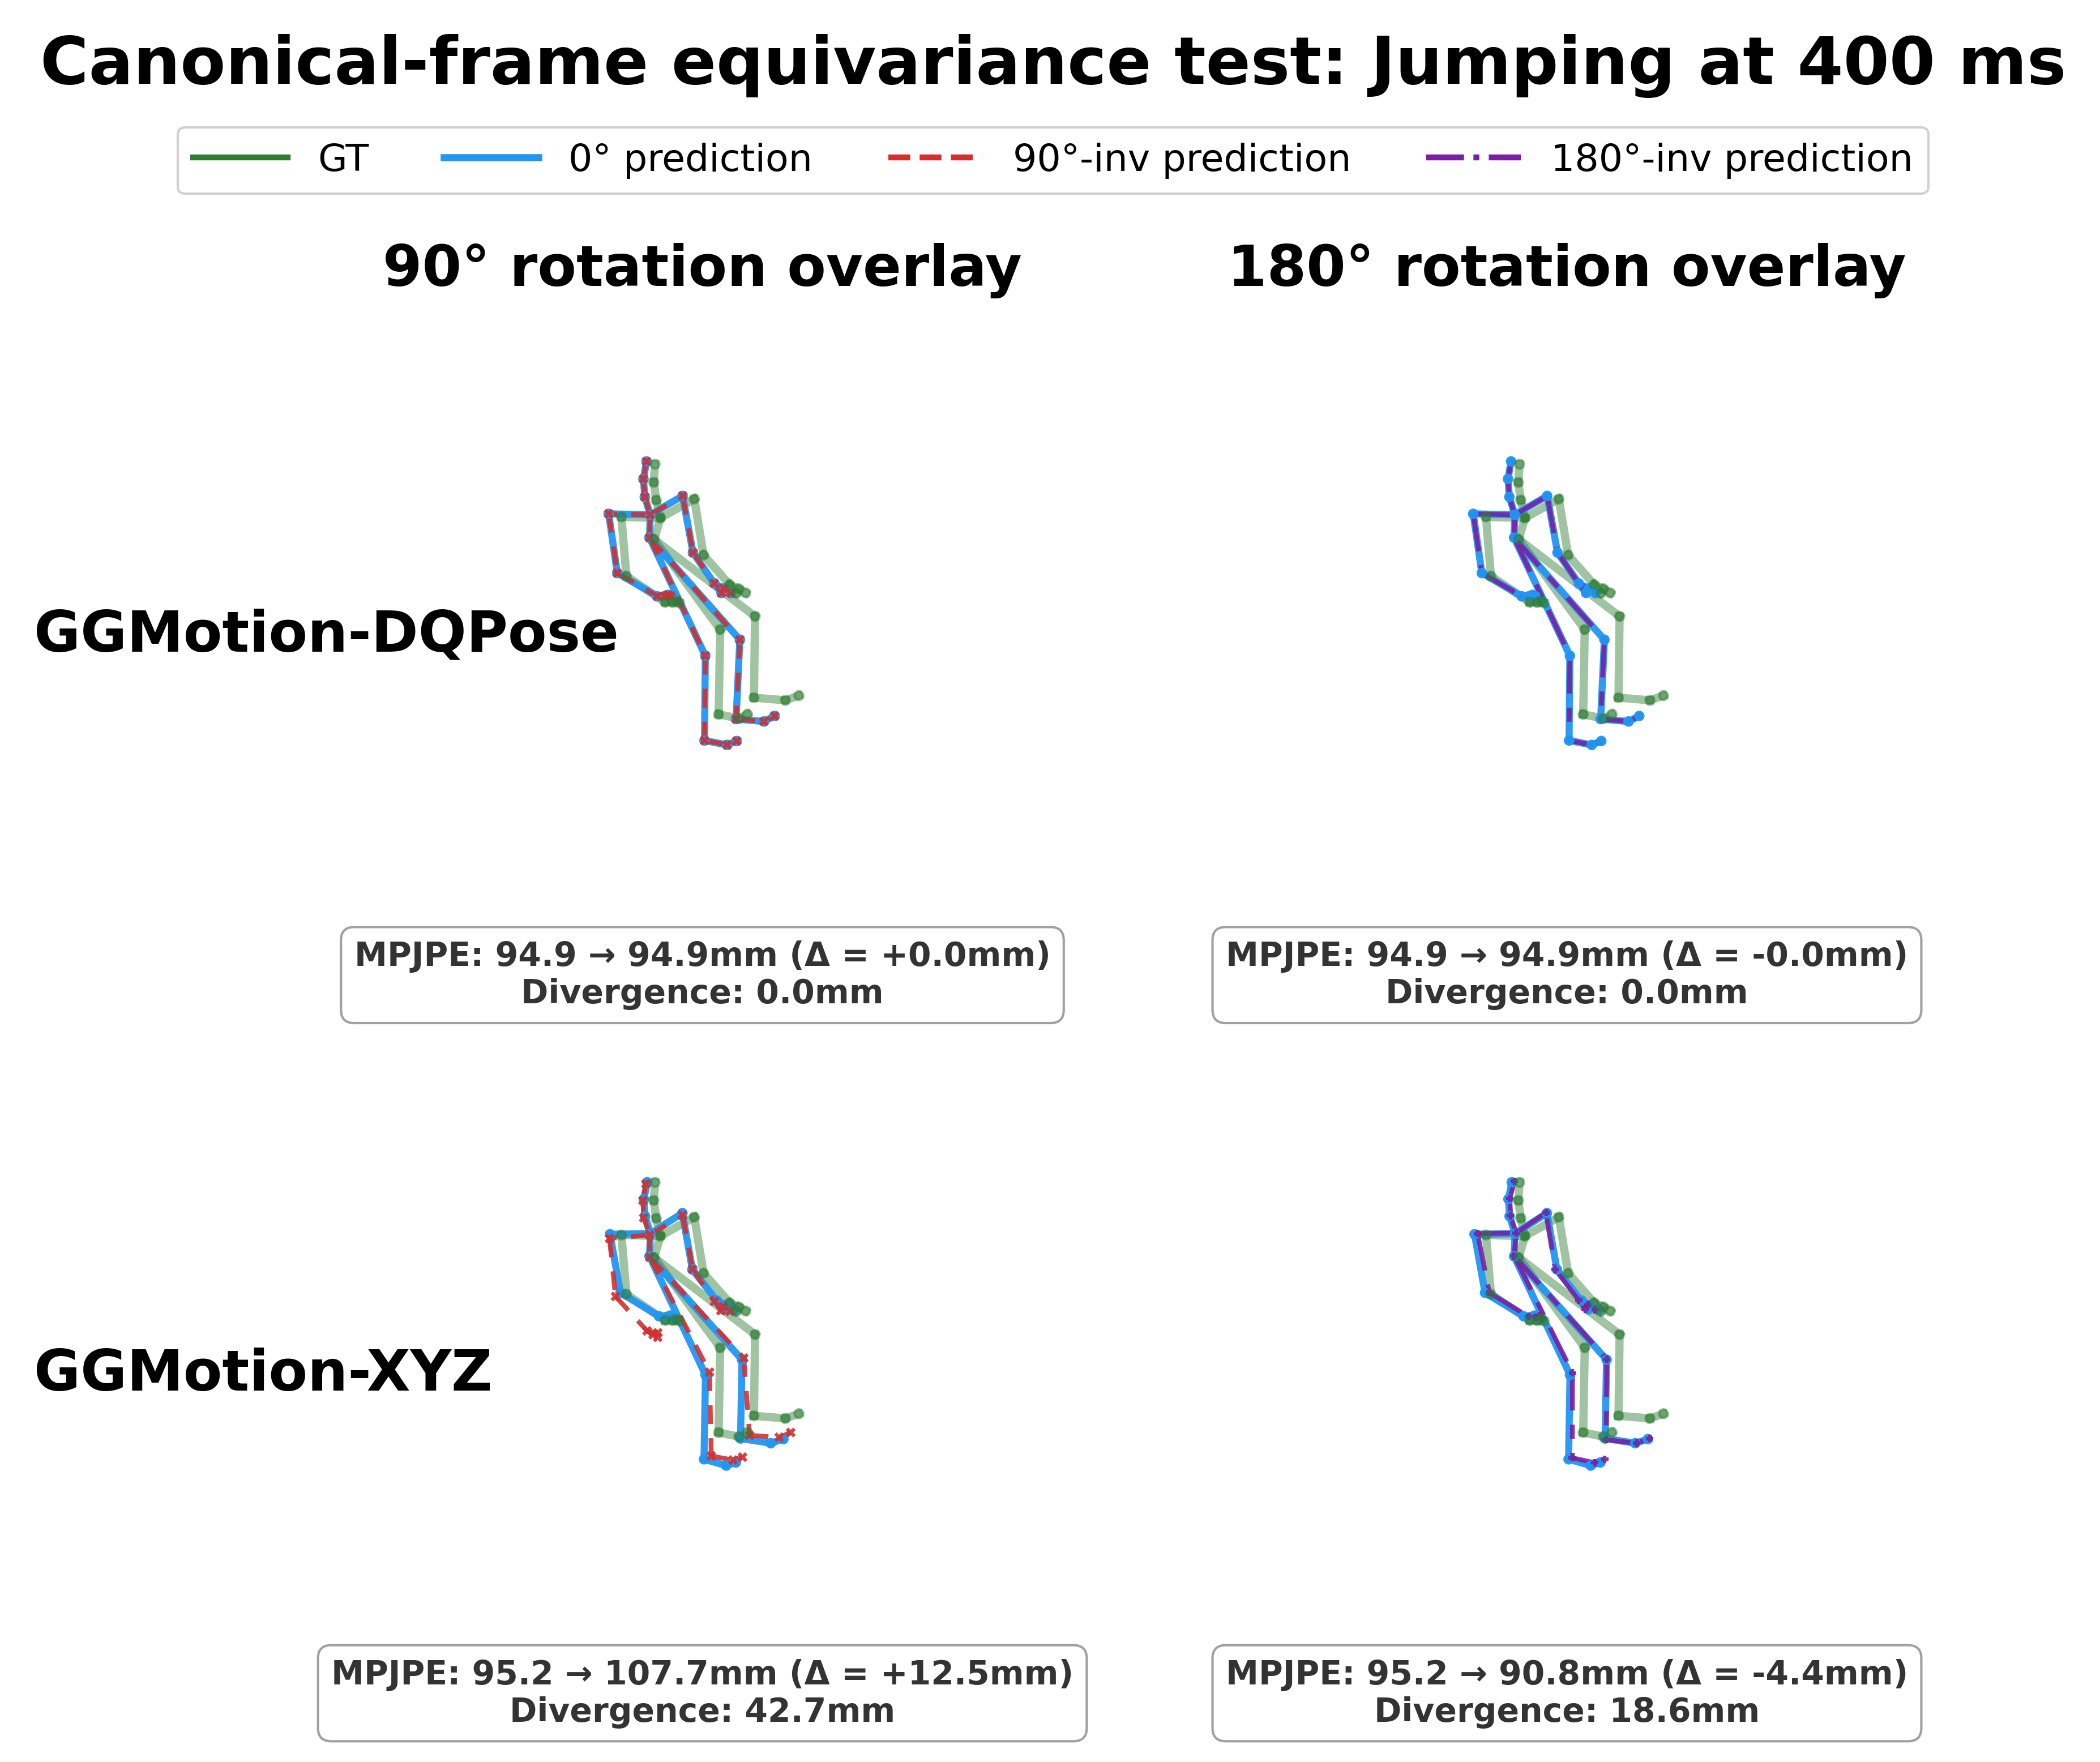 Canonical-frame equivariance test: Jumping at 400 ms
GT 0° prediction 90°-inv prediction 180°-inv prediction
90° rotation overlay
180° rotation overlay
GGMotion-DQPose
MPJPE: 94.9 → 94.9mm (Δ = +0.0mm)
Divergence: 0.0mm
MPJPE: 94.9 → 94.9mm (Δ = -0.0mm)
Divergence: 0.0mm
GGMotion-XYZ
MPJPE: 95.2 → 107.7mm (Δ = +12.5mm)
Divergence: 42.7mm
MPJPE: 95.2 → 90.8mm (Δ = -4.4mm)
Divergence: 18.6mm